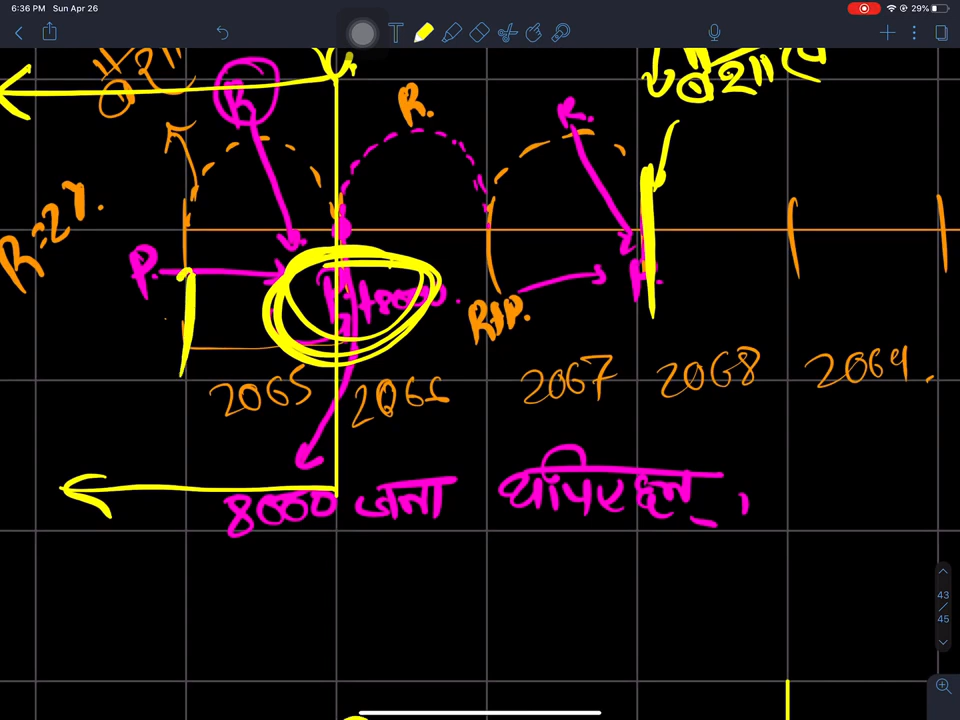 6:36 PM Sun Apr 26
29%
R
R.
R.
R=2%.
P.
+8000.
R+P.
2065 2066 2067 2068 2069.
8000 जना थपिएछन्,
43
/
45